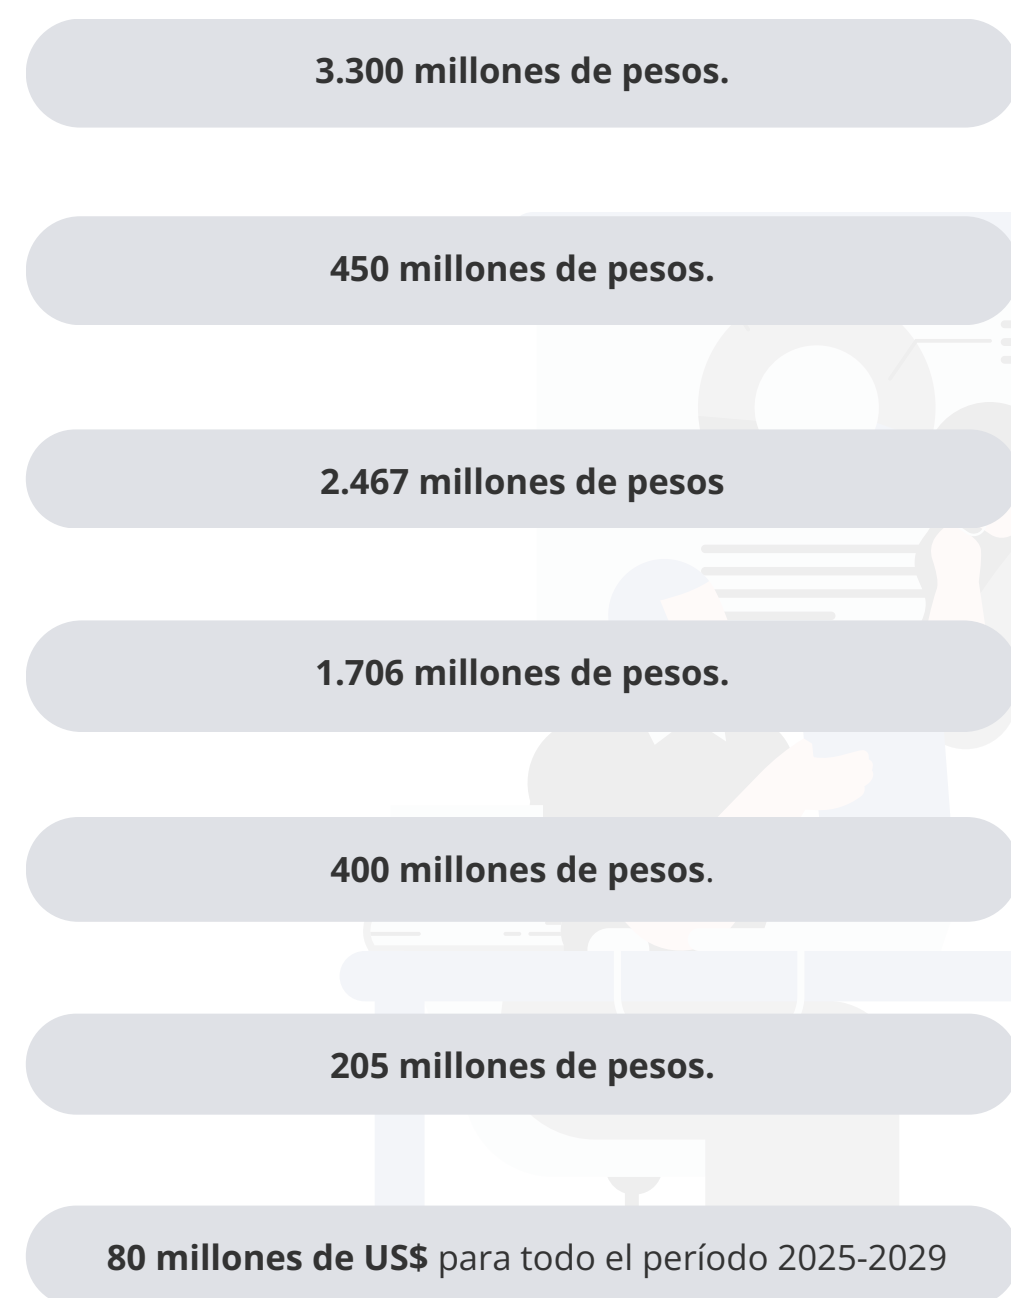 3.300 millones de pesos.
450 millones de pesos.
2.467 millones de pesos
1.706 millones de pesos.
400 millones de pesos.
205 millones de pesos.
80 millones de US$ para todo el período 2025-2029